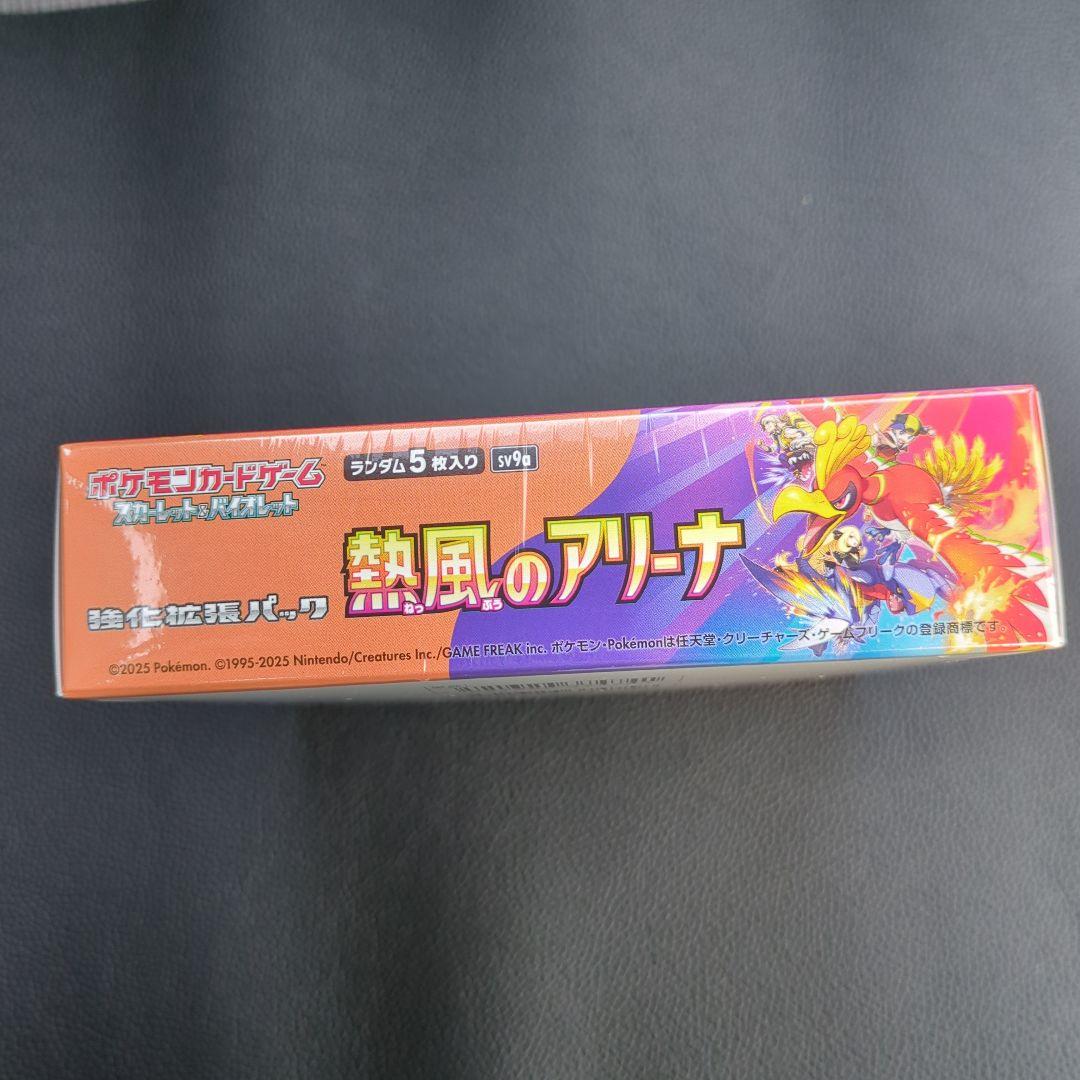 ポケモンカードゲーム
スカーレット&バイオレット
ランダム5枚入り
sv9a
強化拡張パック
熱風のアリーナ
ねっ ぷう
©2025 Pokémon. ©1995-2025 Nintendo/Creatures Inc./GAME FREAK inc. ポケモン・Pokémonは任天堂・クリーチャーズ・ゲームフリークの登録商標です。